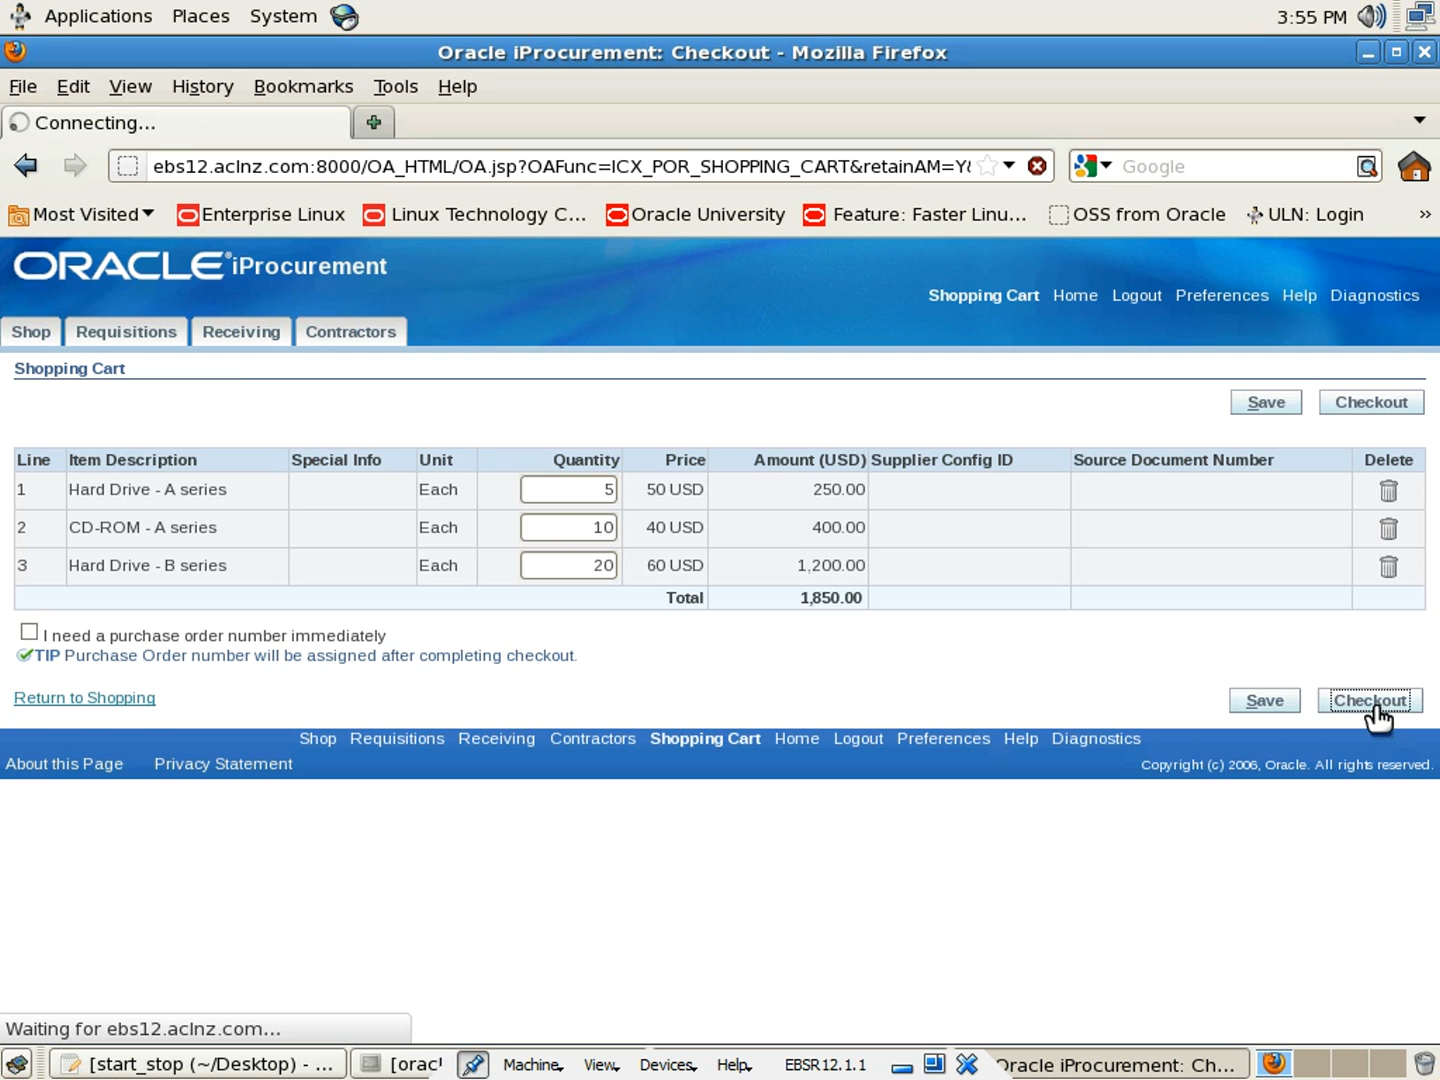 Applications Places System 3:55 PM
Oracle iProcurement: Checkout - Mozilla Firefox
File Edit View History Bookmarks Tools Help
Connecting...
ebs12.aclnz.com:8000/OA_HTML/OA.jsp?OAFunc=ICX_POR_SHOPPING_CART&retainAM=Y& Google
Most Visited Enterprise Linux Linux Technology C... Oracle University Feature: Faster Linu... OSS from Oracle ULN: Login »
ORACLE® iProcurement
Shopping Cart Home Logout Preferences Help Diagnostics
Shop Requisitions Receiving Contractors
Shopping Cart
Save Checkout
Line Item Description Special Info Unit Quantity Price Amount (USD) Supplier Config ID Source Document Number Delete
1 Hard Drive - A series Each 5 50 USD 250.00
2 CD-ROM - A series Each 10 40 USD 400.00
3 Hard Drive - B series Each 20 60 USD 1,200.00
Total 1,850.00
I need a purchase order number immediately
TIP Purchase Order number will be assigned after completing checkout.
Return to Shopping Save Checkout
Shop Requisitions Receiving Contractors Shopping Cart Home Logout Preferences Help Diagnostics
About this Page Privacy Statement Copyright (c) 2006, Oracle. All rights reserved.
Waiting for ebs12.aclnz.com...
[start_stop (~/Desktop) - ... [oracl Machine View Devices Help EBSR12.1.1 Oracle iProcurement: Ch...